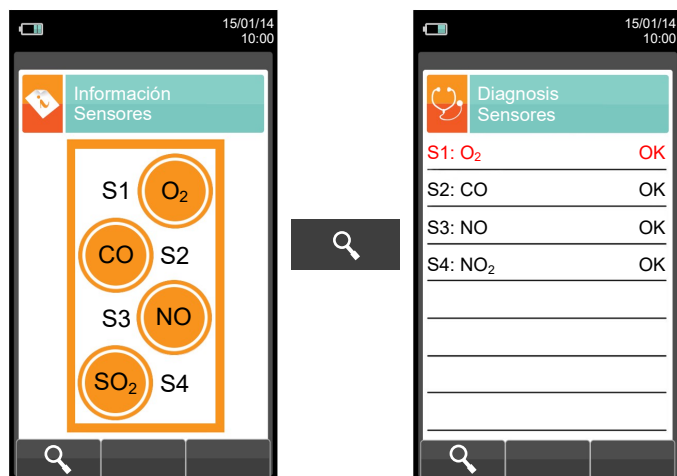 15/01/14
10:00
Información
Sensores
S1 O₂
CO S2
S3 NO
SO₂ S4
15/01/14
10:00
Diagnosis
Sensores
S1: O₂ OK
S2: CO OK
S3: NO OK
S4: NO₂ OK